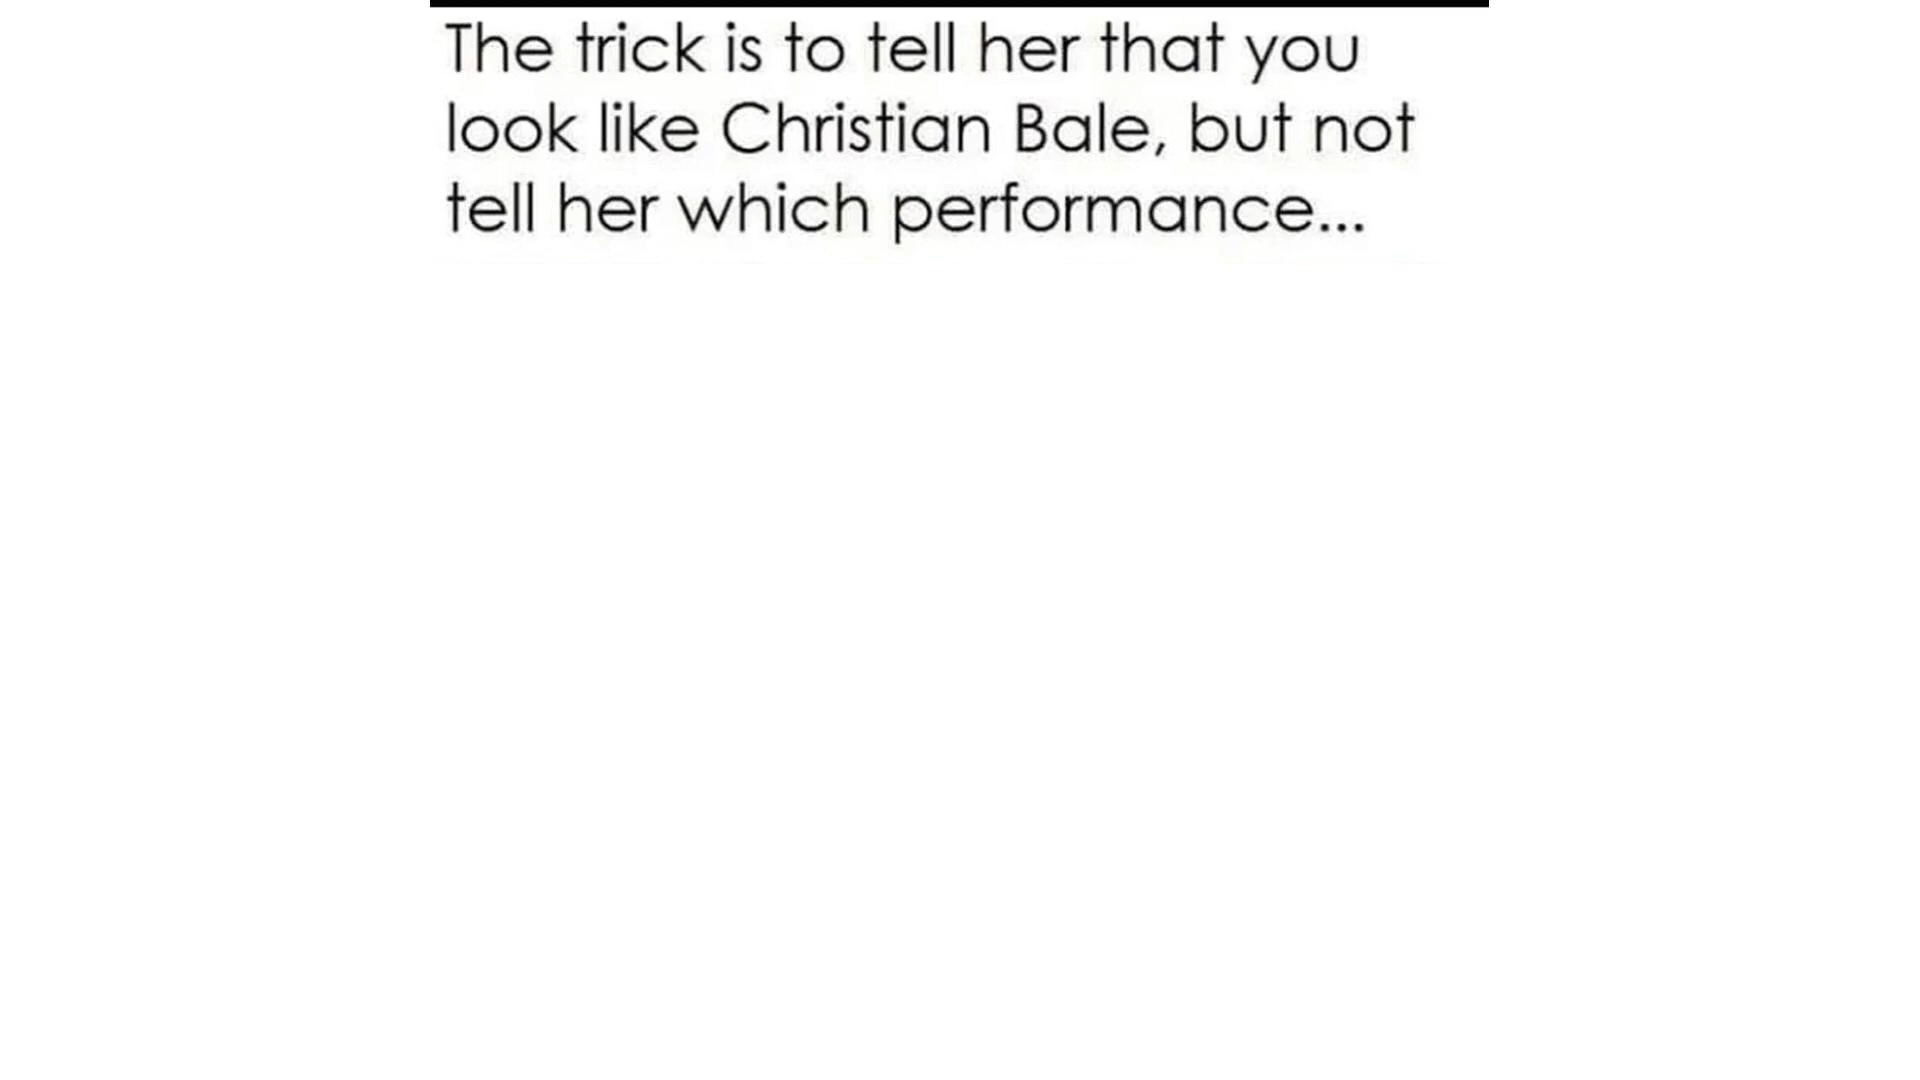 The trick is to tell her that you
look like Christian Bale, but not
tell her which performance...